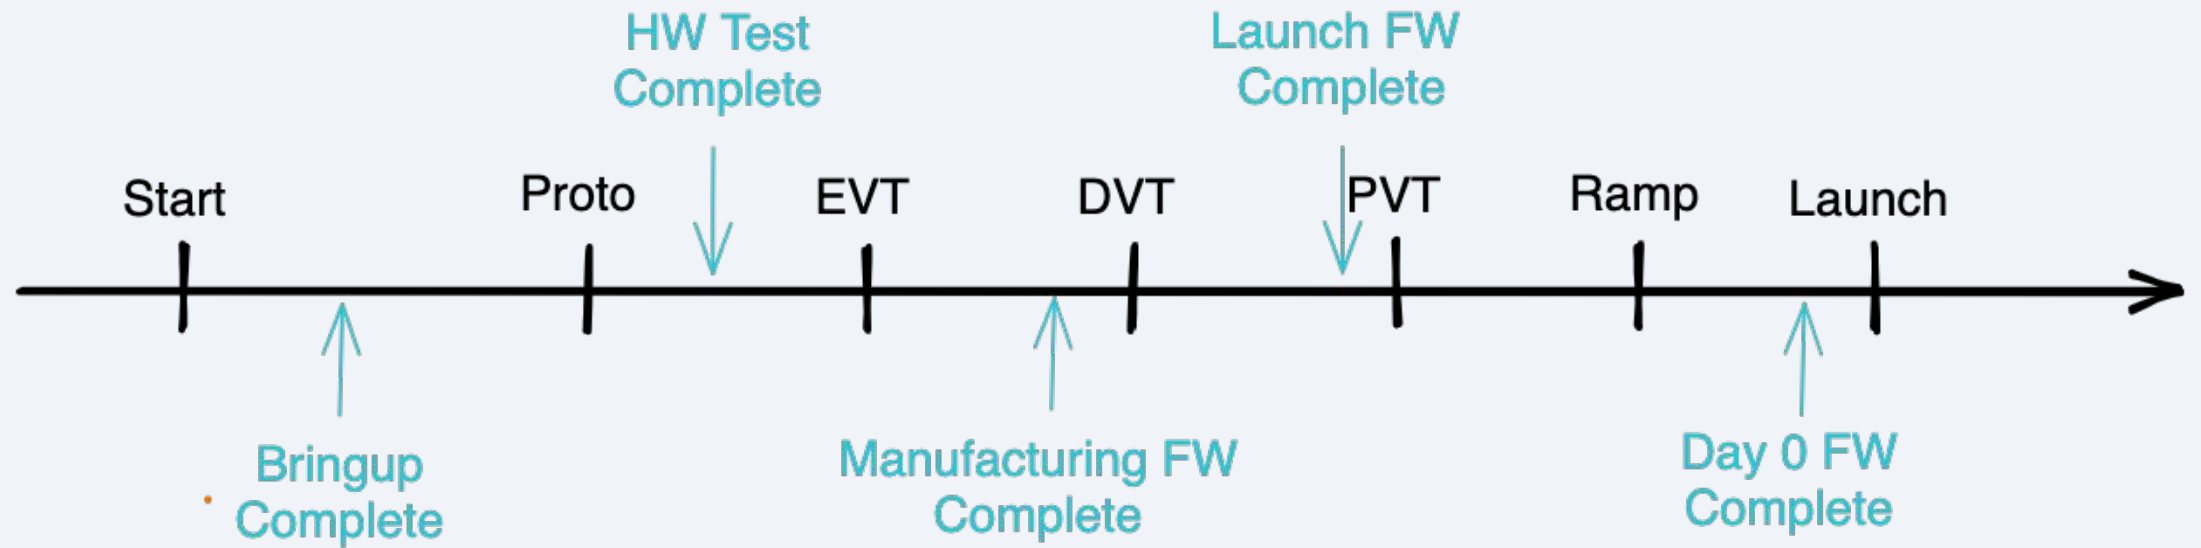 HW Test
Complete
Launch FW
Complete
Start
Proto
EVT
DVT
PVT
Ramp
Launch
Bringup
Complete
Manufacturing FW
Complete
Day 0 FW
Complete